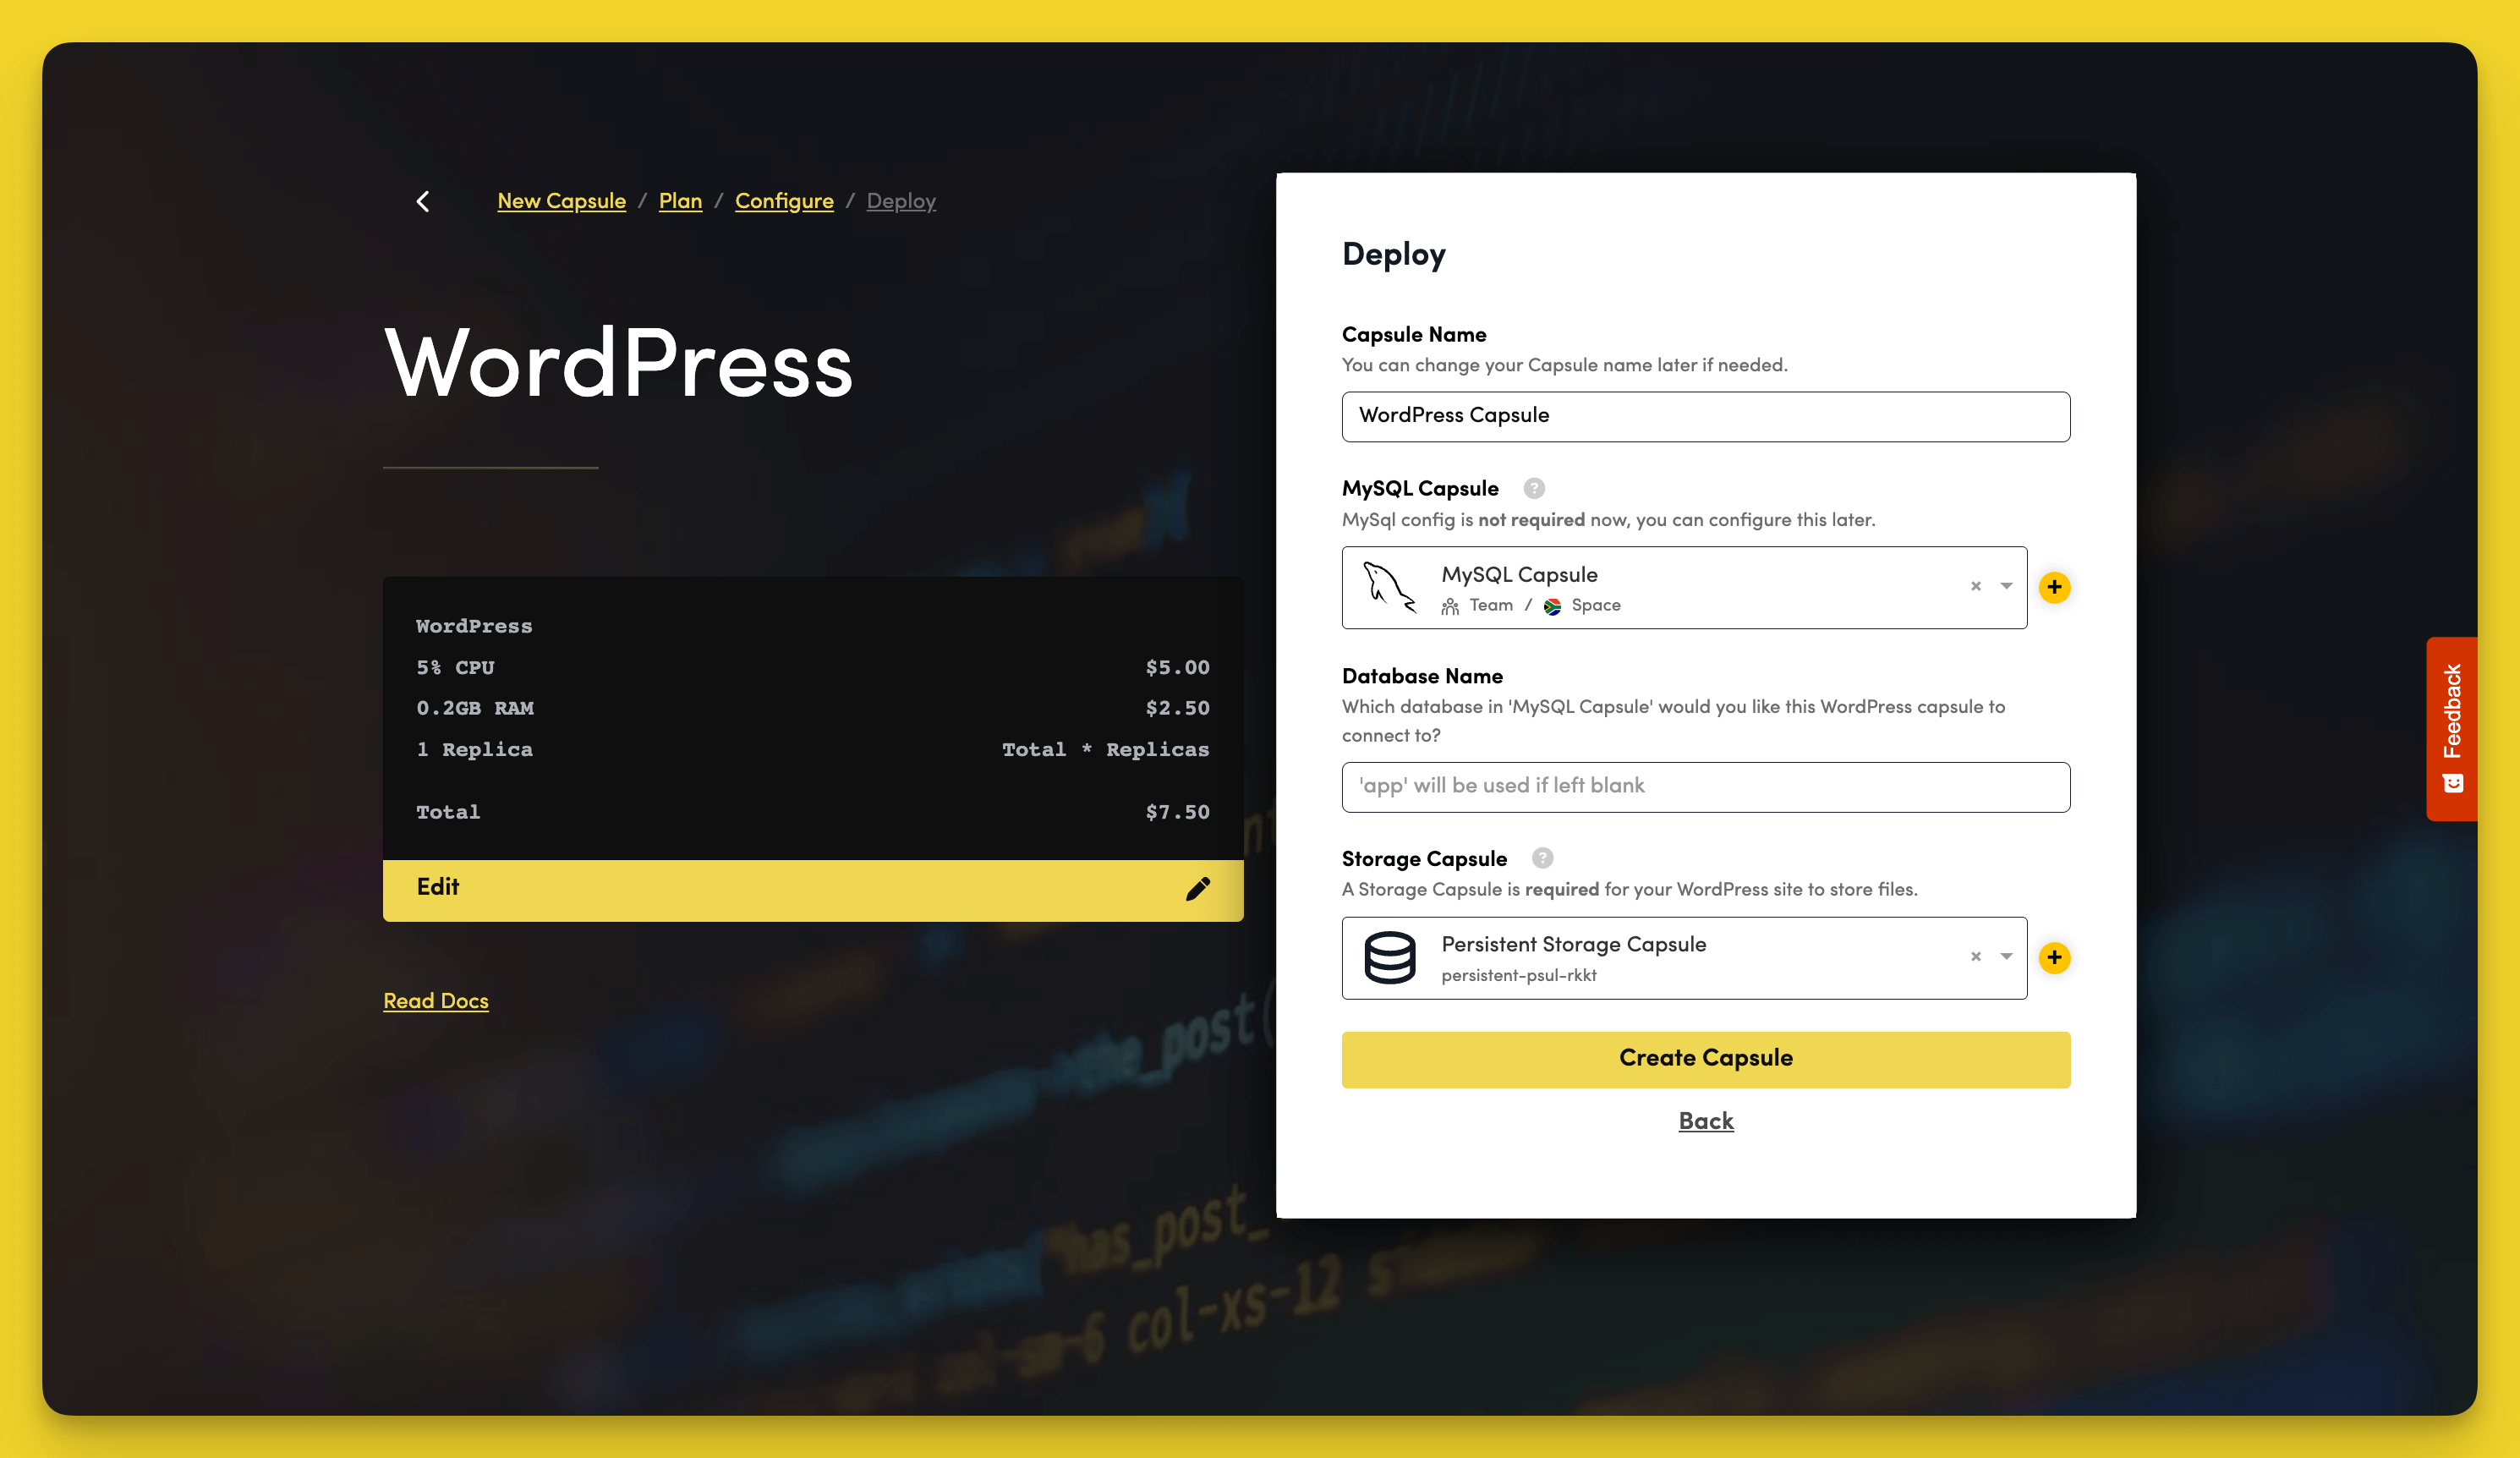 New Capsule / Plan / Configure / Deploy
WordPress
WordPress
5% CPU $5.00
0.2GB RAM $2.50
1 Replica Total * Replicas
Total $7.50
Edit
Read Docs
Deploy
Capsule Name
You can change your Capsule name later if needed.
WordPress Capsule
MySQL Capsule ?
MySql config is not required now, you can configure this later.
MySQL Capsule
Team / Space
Database Name
Which database in 'MySQL Capsule' would you like this WordPress capsule to
connect to?
'app' will be used if left blank
Storage Capsule ?
A Storage Capsule is required for your WordPress site to store files.
Persistent Storage Capsule
persistent-psul-rkkt
Create Capsule
Back
Feedback
the_post(
has_post_
col-xs-12